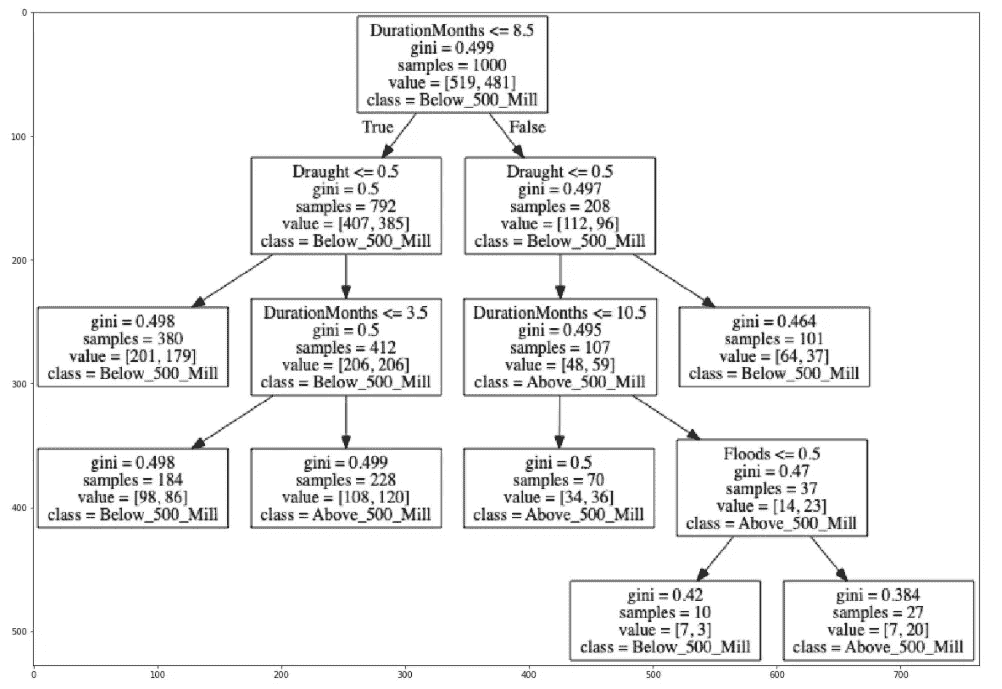 0
DurationMonths <= 8.5
gini = 0.499
samples = 1000
value = [519, 481]
class = Below_500_Mill
True
False
100
Draught <= 0.5
gini = 0.5
samples = 792
value = [407, 385]
class = Below_500_Mill
Draught <= 0.5
gini = 0.497
samples = 208
value = [112, 96]
class = Below_500_Mill
200
gini = 0.498
samples = 380
value = [201, 179]
class = Below_500_Mill
DurationMonths <= 3.5
gini = 0.5
samples = 412
value = [206, 206]
class = Below_500_Mill
DurationMonths <= 10.5
gini = 0.495
samples = 107
value = [48, 59]
class = Above_500_Mill
gini = 0.464
samples = 101
value = [64, 37]
class = Below_500_Mill
300
gini = 0.498
samples = 184
value = [98, 86]
class = Below_500_Mill
gini = 0.499
samples = 228
value = [108, 120]
class = Above_500_Mill
gini = 0.5
samples = 70
value = [34, 36]
class = Above_500_Mill
Floods <= 0.5
gini = 0.47
samples = 37
value = [14, 23]
class = Above_500_Mill
400
gini = 0.42
samples = 10
value = [7, 3]
class = Below_500_Mill
gini = 0.384
samples = 27
value = [7, 20]
class = Above_500_Mill
500
0 100 200 300 400 500 600 700